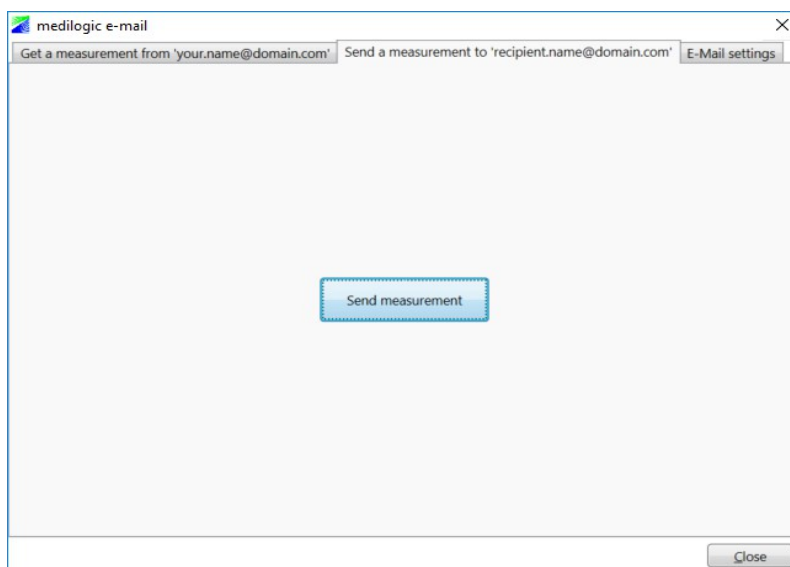 medilogic e-mail
Get a measurement from 'your.name@domain.com' Send a measurement to 'recipient.name@domain.com' E-Mail settings
Send measurement
Close